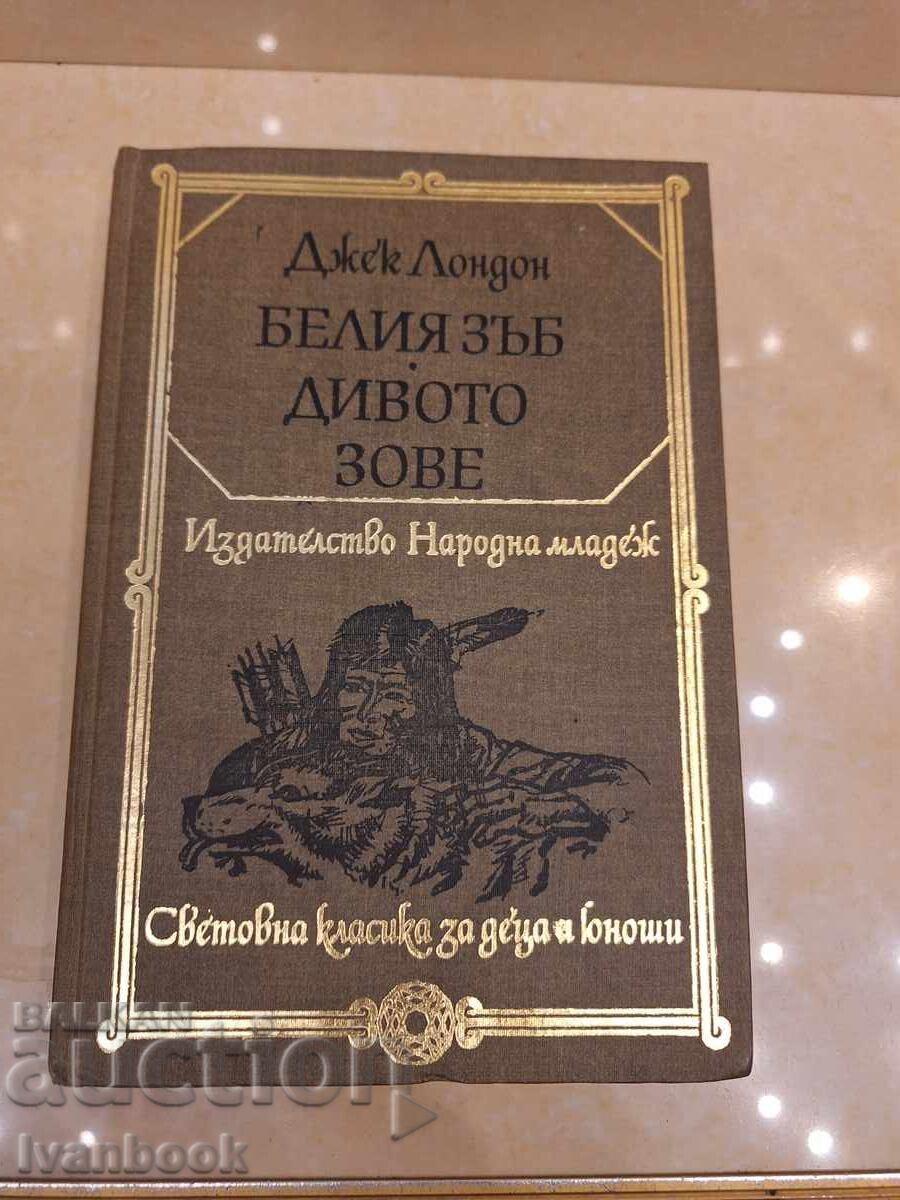 Джек Лондон
БЕЛИЯ ЗЪБ
·
ДИВОТО
ЗОВЕ
Издателство Народна младеж
Световна класика за деца и юноши
BALKAN
auction
Ivanbook